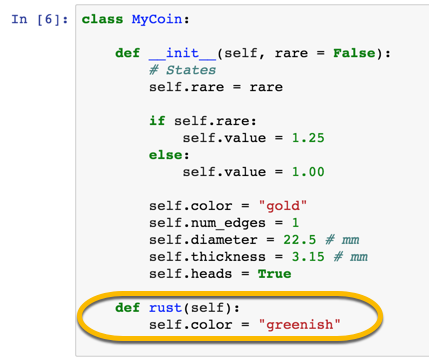 In [6]: class MyCoin:
def __init__(self, rare = False):
# States
self.rare = rare
if self.rare:
self.value = 1.25
else:
self.value = 1.00
self.color = "gold"
self.num_edges = 1
self.diameter = 22.5 # mm
self.thickness = 3.15 # mm
self.heads = True
def rust(self):
self.color = "greenish"